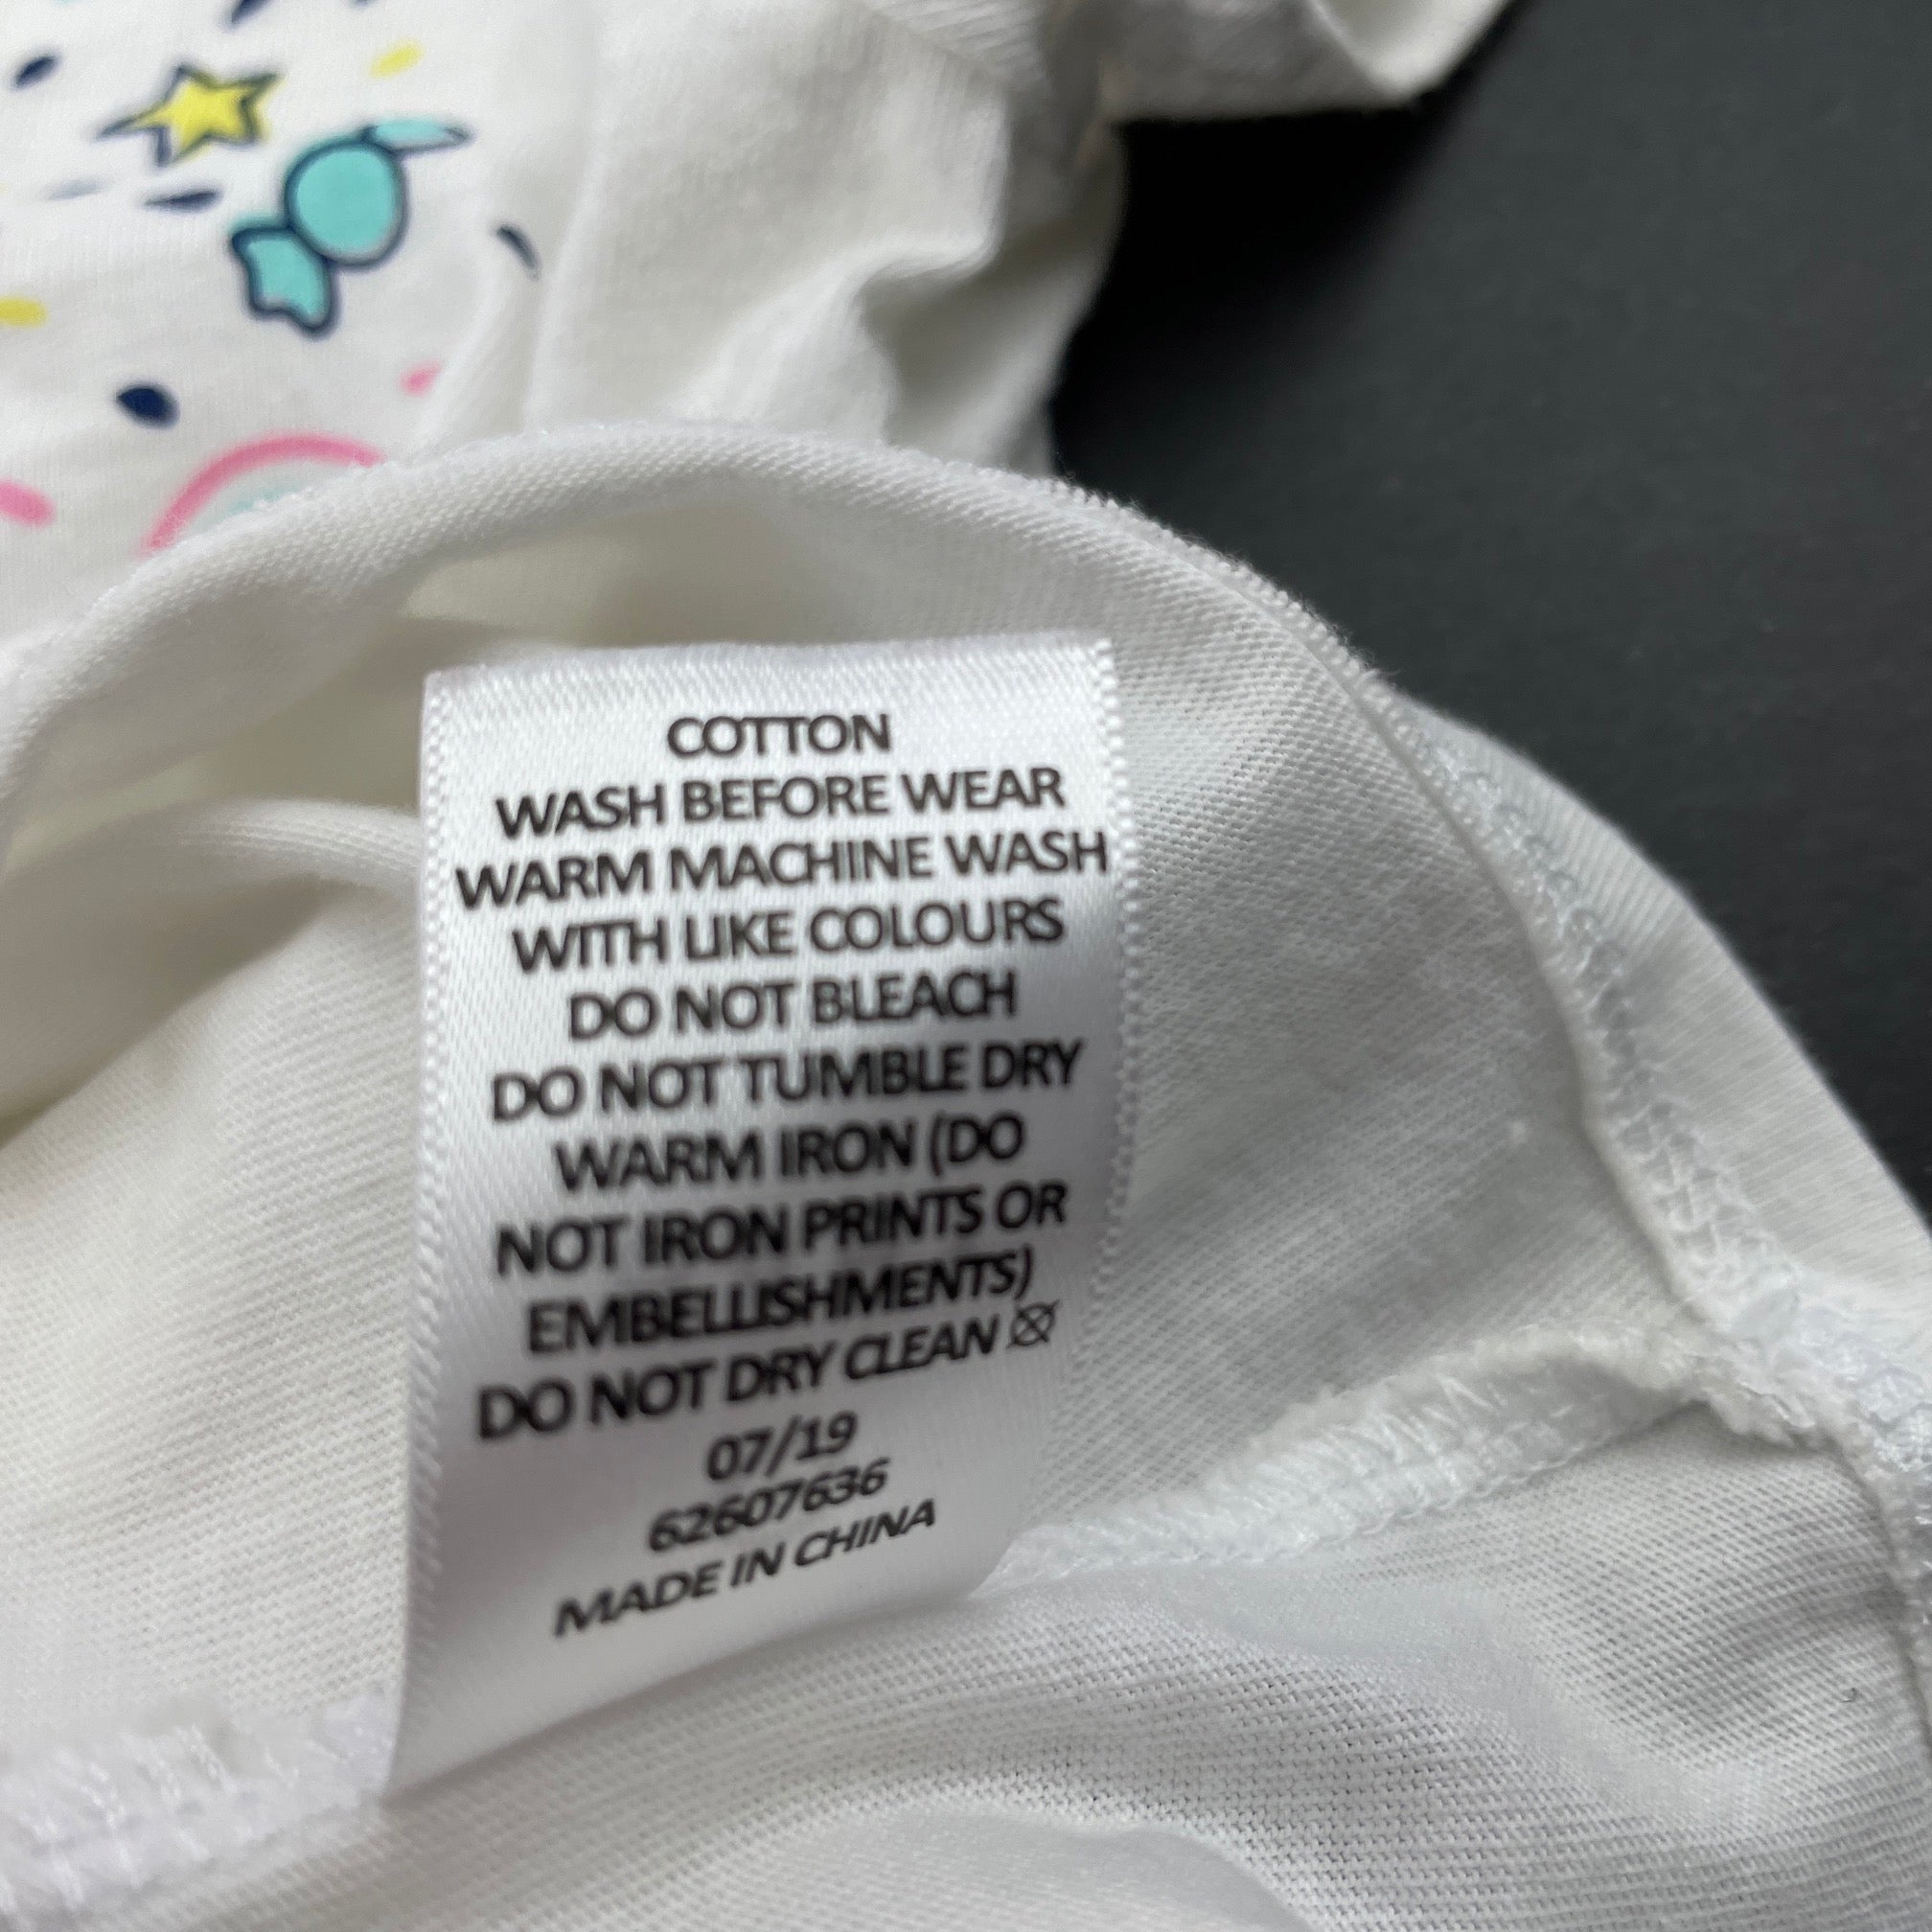 COTTON
WASH BEFORE WEAR
WARM MACHINE WASH
WITH LIKE COLOURS
DO NOT BLEACH
DO NOT TUMBLE DRY
WARM IRON (DO
NOT IRON PRINTS OR
EMBELLISHMENTS)
DO NOT DRY CLEAN
07/19
62607636
MADE IN CHINA